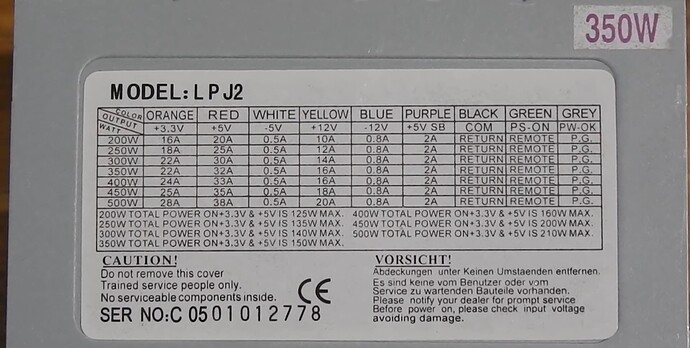 350W
MODEL: LPJ2
COLOR OUTPUT WATT ORANGE RED WHITE YELLOW BLUE PURPLE BLACK GREEN GREY
+3.3V +5V -5V +12V -12V +5V SB COM PS-ON PW-OK
200W 16A 20A 0.5A 10A 0.8A 2A RETURN REMOTE P.G.
250W 18A 25A 0.5A 12A 0.8A 2A RETURN REMOTE P.G.
300W 22A 30A 0.5A 14A 0.8A 2A RETURN REMOTE P.G.
350W 22A 32A 0.5A 16A 0.8A 2A RETURN REMOTE P.G.
400W 24A 33A 0.5A 16A 0.8A 2A RETURN REMOTE P.G.
450W 25A 35A 0.5A 18A 0.8A 2A RETURN REMOTE P.G.
500W 28A 38A 0.5A 20A 0.8A 2A RETURN REMOTE P.G.
200W TOTAL POWER ON+3.3V & +5V IS 125W MAX. 400W TOTAL POWER ON+3.3V & +5V IS 160W MAX.
250W TOTAL POWER ON+3.3V & +5V IS 135W MAX. 450W TOTAL POWER ON+3.3V & +5V IS 200W MAX.
300W TOTAL POWER ON+3.3V & +5V IS 140W MAX. 500W TOTAL POWER ON+3.3V & +5V IS 210W MAX.
350W TOTAL POWER ON+3.3V & +5V IS 150W MAX.
CAUTION!
Do not remove this cover
Trained service people only.
No serviceable components inside.
CE
SER NO:C 0501012778
VORSICHT!
Abdeckungen unter Keinen Umstaenden entfernen.
Es sind keine vom Benutzer oder vom
Service zu wartenden Bauteile enthalten.
Please notify your dealer for prompt service
Before power on, please check input voltage
avoiding damage.